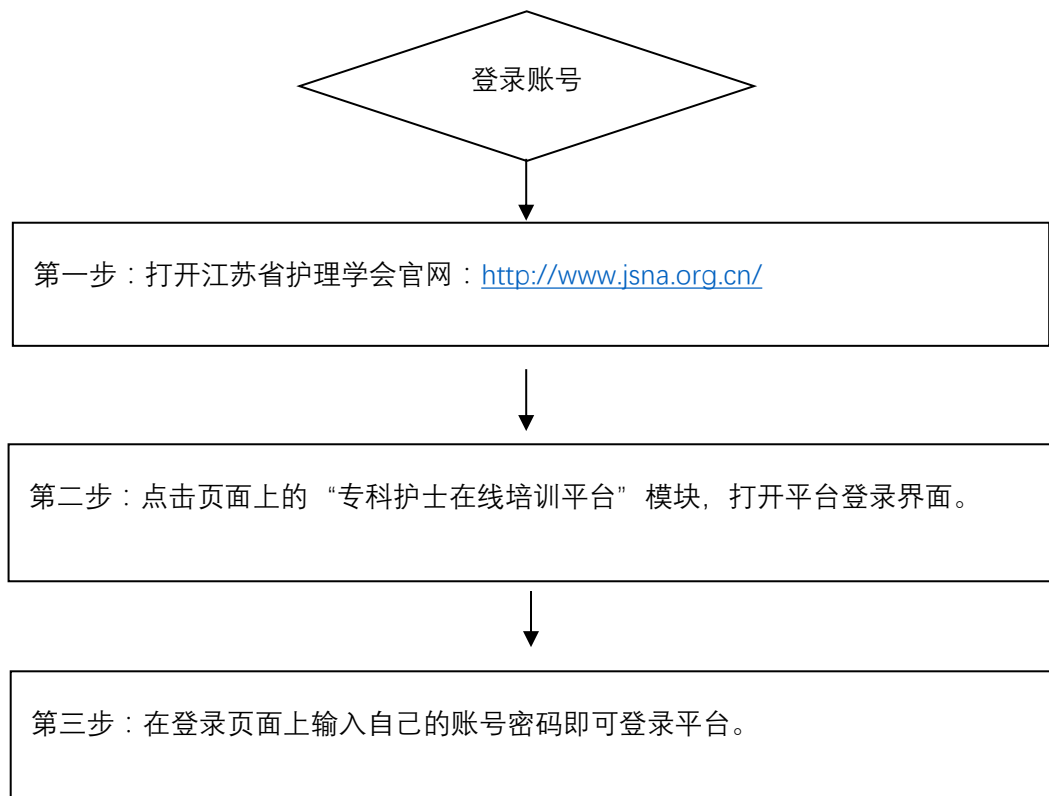 登录账号
第一步：打开江苏省护理学会官网：http://www.jsna.org.cn/
第二步：点击页面上的 “专科护士在线培训平台” 模块，打开平台登录界面。
第三步：在登录页面上输入自己的账号密码即可登录平台。